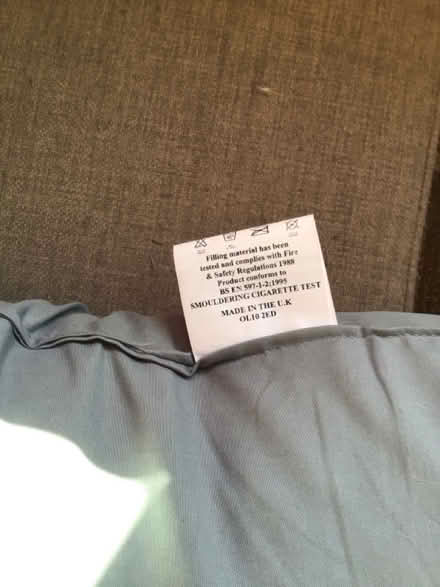 Filling material has been
tested and complies with Fire
& Safety Regulations 1988
Product conforms to
BS EN 597-1-2:1995
SMOULDERING CIGARETTE TEST
MADE IN THE U.K
OL10 2ED